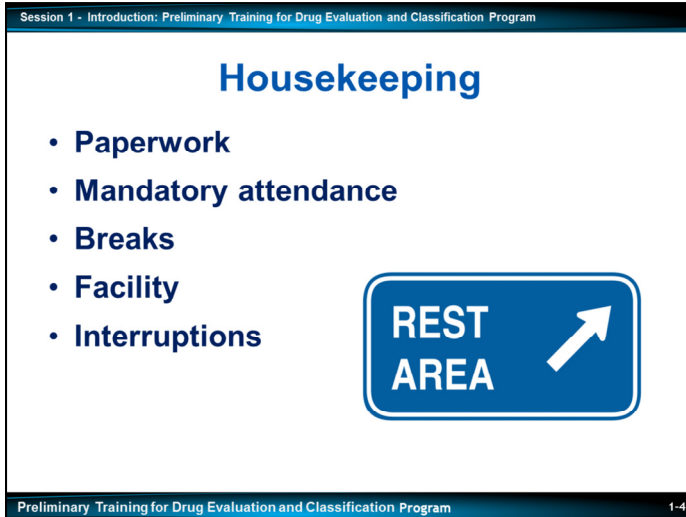 Session 1 - Introduction: Preliminary Training for Drug Evaluation and Classification Program
Housekeeping
• Paperwork
• Mandatory attendance
• Breaks
• Facility
• Interruptions
REST
AREA
Preliminary Training for Drug Evaluation and Classification Program 1-4